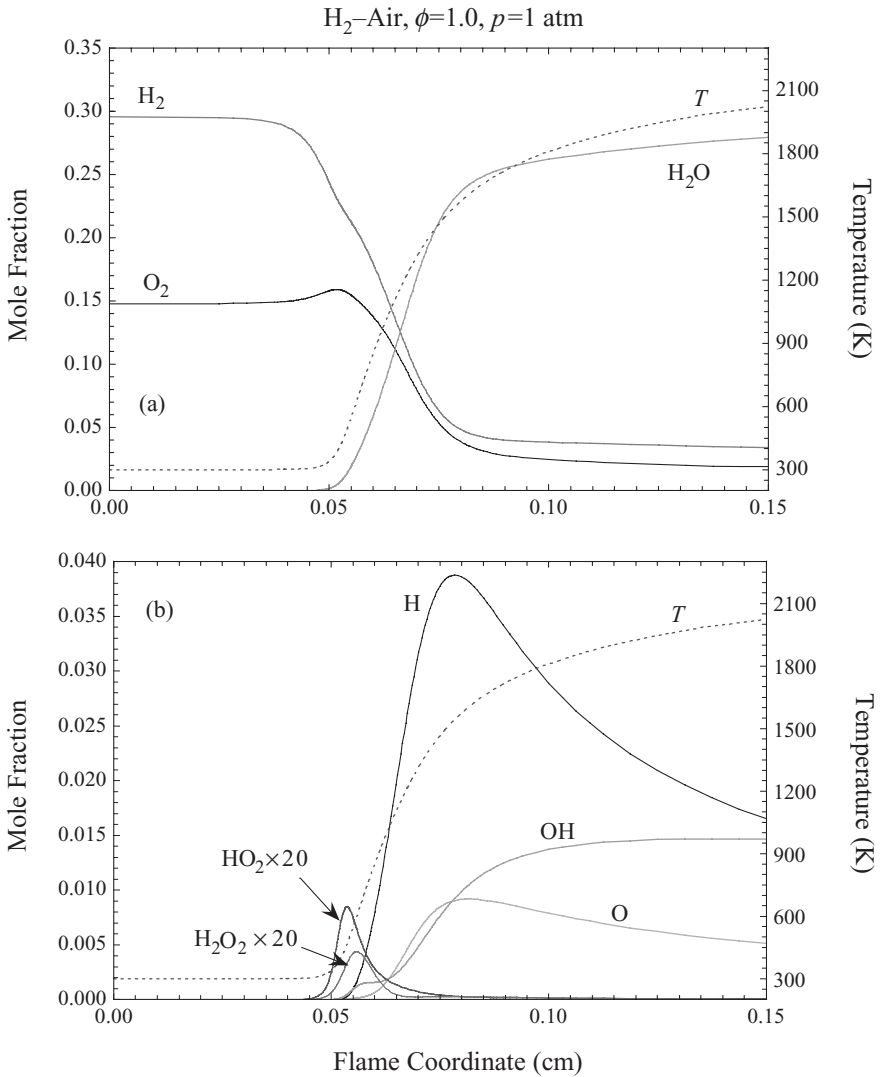 H₂–Air, ϕ=1.0, p=1 atm
0.35
0.30
0.25
0.20
0.15
0.10
0.05
0.00
Mole Fraction
H₂
O₂
T
H₂O
(a)
2100
1800
1500
1200
900
600
300
Temperature (K)
0.00 0.05 0.10 0.15
0.040
0.035
0.030
0.025
0.020
0.015
0.010
0.005
0.000
Mole Fraction
(b)
H
T
OH
O
HO₂×20
H₂O₂ ×20
2100
1800
1500
1200
900
600
300
Temperature (K)
0.00 0.05 0.10 0.15
Flame Coordinate (cm)